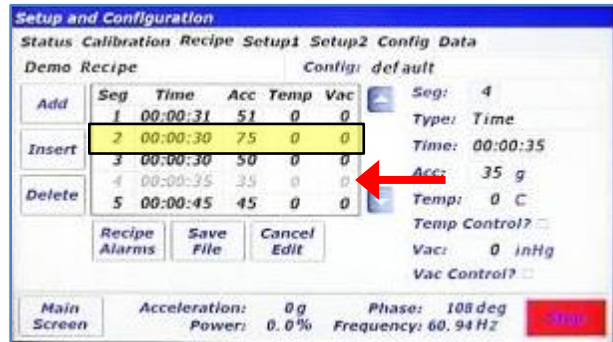 Setup and Configuration
Status Calibration Recipe Setup1 Setup2 Config Data
Demo Recipe Config: default
Add
Insert
Delete
Seg Time Acc Temp Vac
1 00:00:31 51 0 0
2 00:00:30 75 0 0
3 00:00:30 50 0 0
4 00:00:35 35 0 0
5 00:00:45 45 0 0
Recipe Alarms
Save File
Cancel Edit
Seg: 4
Type: Time
Time: 00:00:35
Acc: 35 g
Temp: 0 C
Temp Control?
Vac: 0 inHg
Vac Control?
Main Screen
Acceleration: 0 g Phase: 108 deg
Power: 0.0% Frequency: 60.94 HZ
Stop